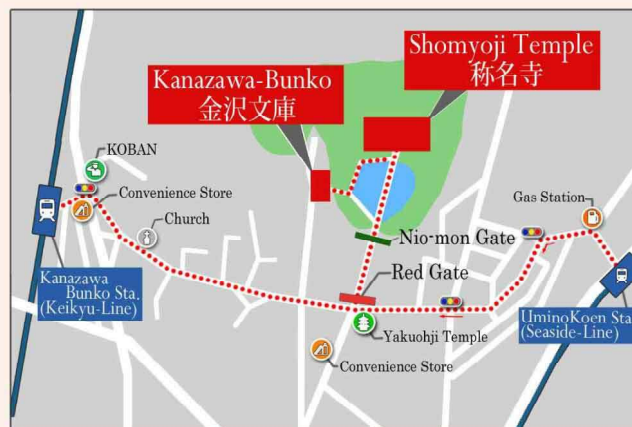 Shomyoji Temple
称名寺
Kanazawa-Bunko
金沢文庫
KOBAN
Convenience Store
Church
Gas Station
Nio-mon Gate
Kanazawa
Bunko Sta.
(Keikyu-Line)
Red Gate
UminoKoen Sta
(Seaside-Line)
Yakuohji Temple
Convenience Store